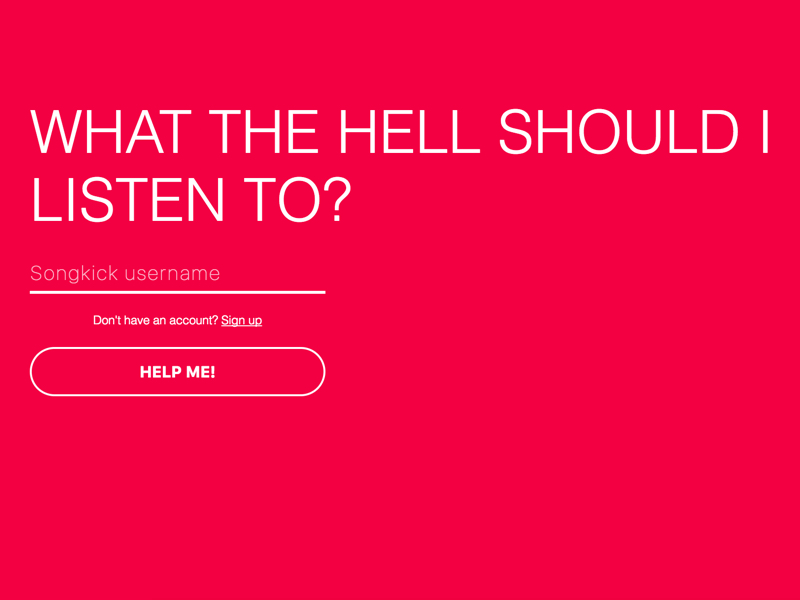 WHAT THE HELL SHOULD I
LISTEN TO?
Songkick username
Don't have an account? Sign up
HELP ME!